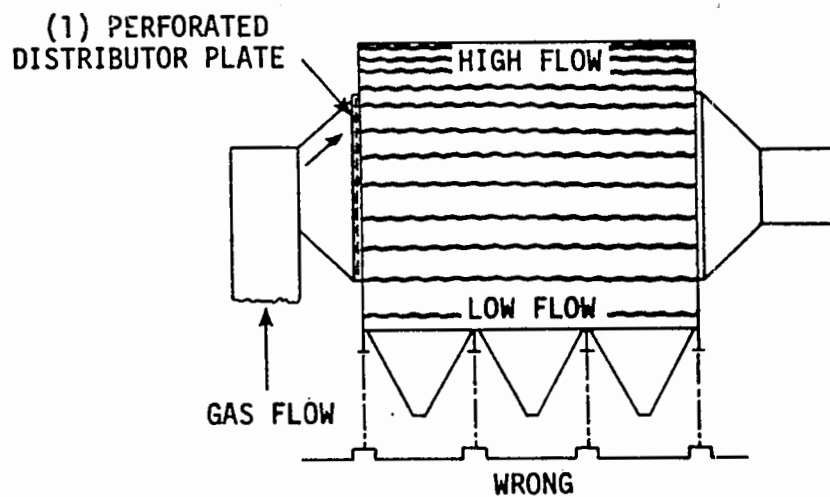 (1) PERFORATED
DISTRIBUTOR PLATE
HIGH FLOW
LOW FLOW
GAS FLOW
WRONG